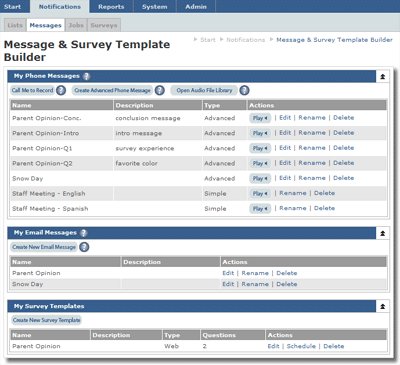 Start Notifications Reports System Admin
Lists Messages Jobs Surveys
Message & Survey Template Builder
Start Notifications Message & Survey Template Builder
My Phone Messages ?
Call Me to Record ? Create Advanced Phone Message ? Open Audio File Library ?
Name Description Type Actions
Parent Opinion-Conc. conclusion message Advanced Play | Edit | Rename | Delete
Parent Opinion-Intro intro message Advanced Play | Edit | Rename | Delete
Parent Opinion-Q1 survey experience Advanced Play | Edit | Rename | Delete
Parent Opinion-Q2 favorite color Advanced Play | Edit | Rename | Delete
Snow Day Advanced Play | Edit | Rename | Delete
Staff Meeting - English Simple Play | Rename | Delete
Staff Meeting - Spanish Simple Play | Rename | Delete
My Email Messages ?
Create New Email Message ?
Name Description Actions
Parent Opinion Edit | Rename | Delete
Snow Day Edit | Rename | Delete
My Survey Templates
Create New Survey Template
Name Description Type Questions Actions
Parent Opinion Web 2 Edit | Schedule | Delete